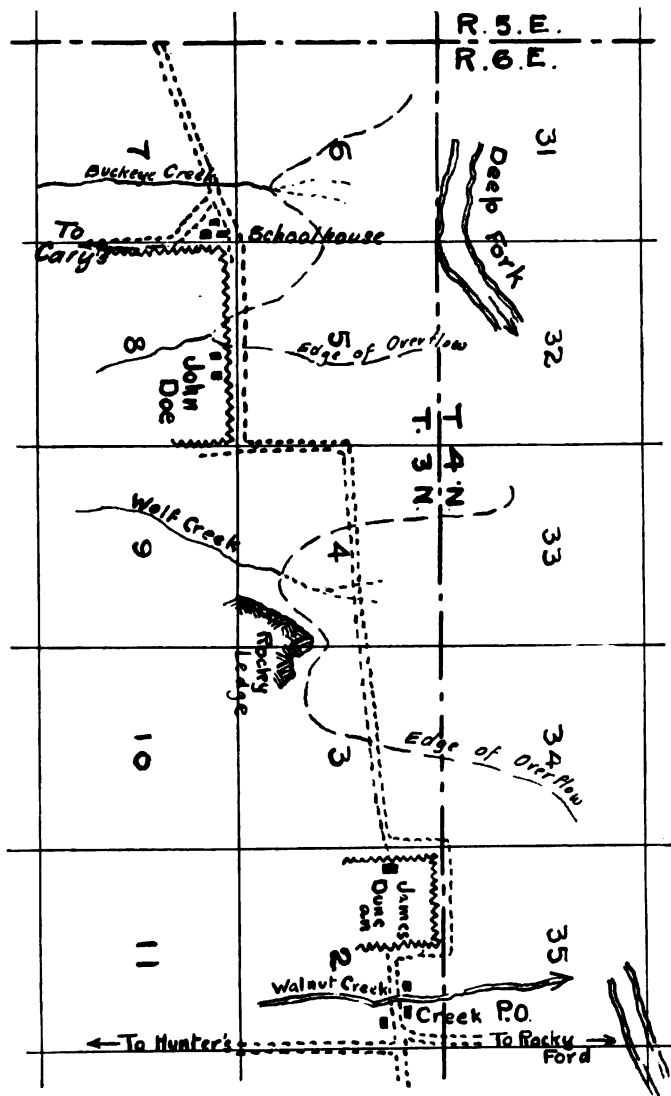 R. 5. E.
R. 6. E.
31
6
7
Deep Fork
Buckeye Creek
Schoolhouse
To
Cary's
32
5
8
Edge of Overflow
John
Doe
T. 4 N.
T. 3 N.
33
4
9
Wolf Creek
Rocky
Ledge
34
3
10
Edge of Overflow
James
Dunc
an
35
2
11
Walnut Creek
Creek P.O.
To Hunter's
To Rocky
Ford